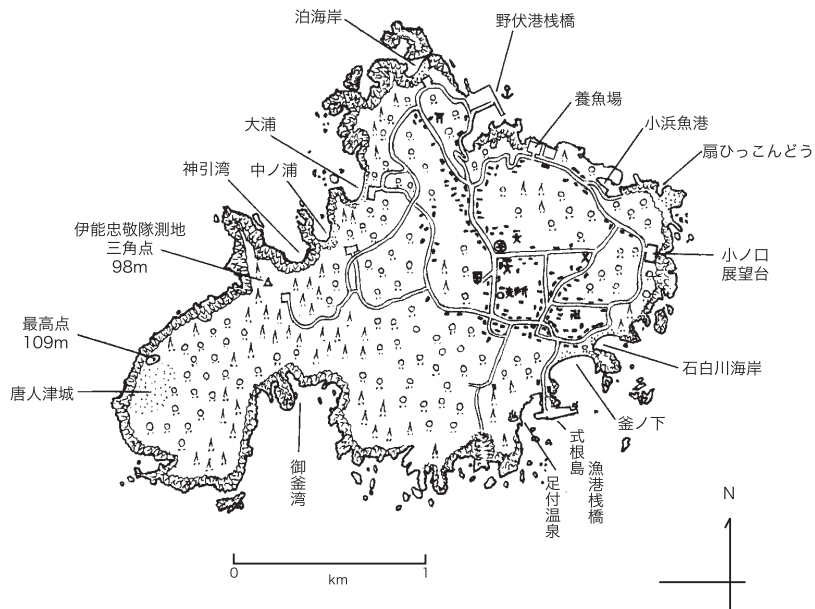 泊海岸
野伏港桟橋
養魚場
小浜魚港
扇ひっこんどう
大浦
神引湾
中ノ浦
伊能忠敬隊測地
三角点
98m
小ノ口
展望台
最高点
109m
唐人津城
石白川海岸
釜ノ下
御釜湾
式根島
漁港桟橋
足付温泉
N
0
1
km